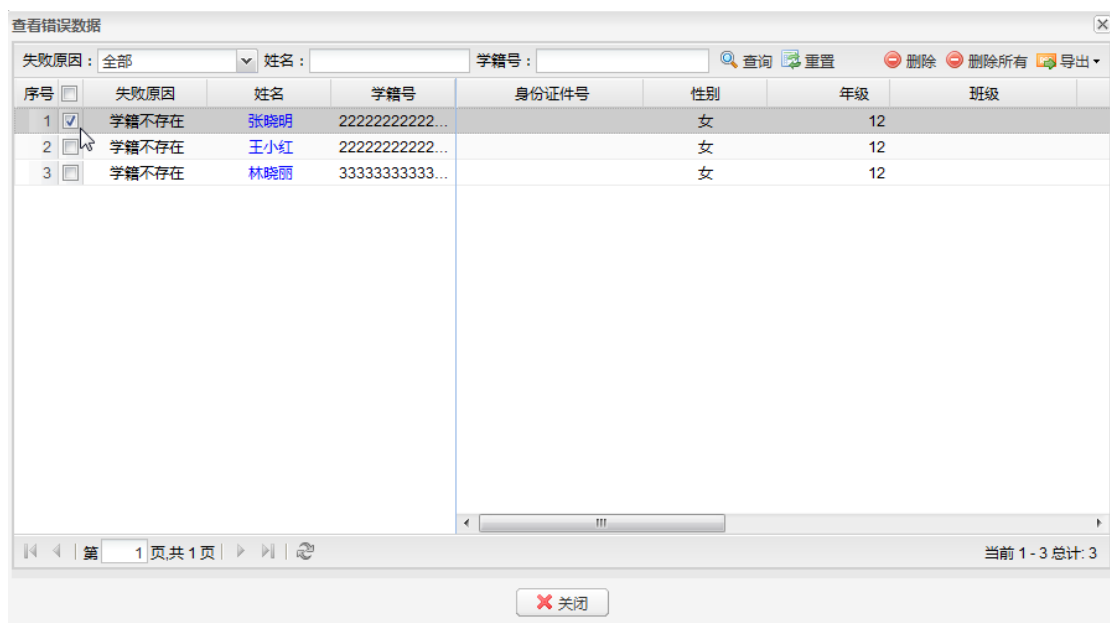 查看错误数据
失败原因： 全部 姓名： 学籍号： 查询 重置 删除 删除所有 导出
序号 失败原因 姓名 学籍号 身份证件号 性别 年级 班级
1 学籍不存在 张晓明 22222222222... 女 12
2 学籍不存在 王小红 22222222222... 女 12
3 学籍不存在 林晓丽 33333333333... 女 12
第 1 页,共 1 页 当前 1 - 3 总计: 3
关闭